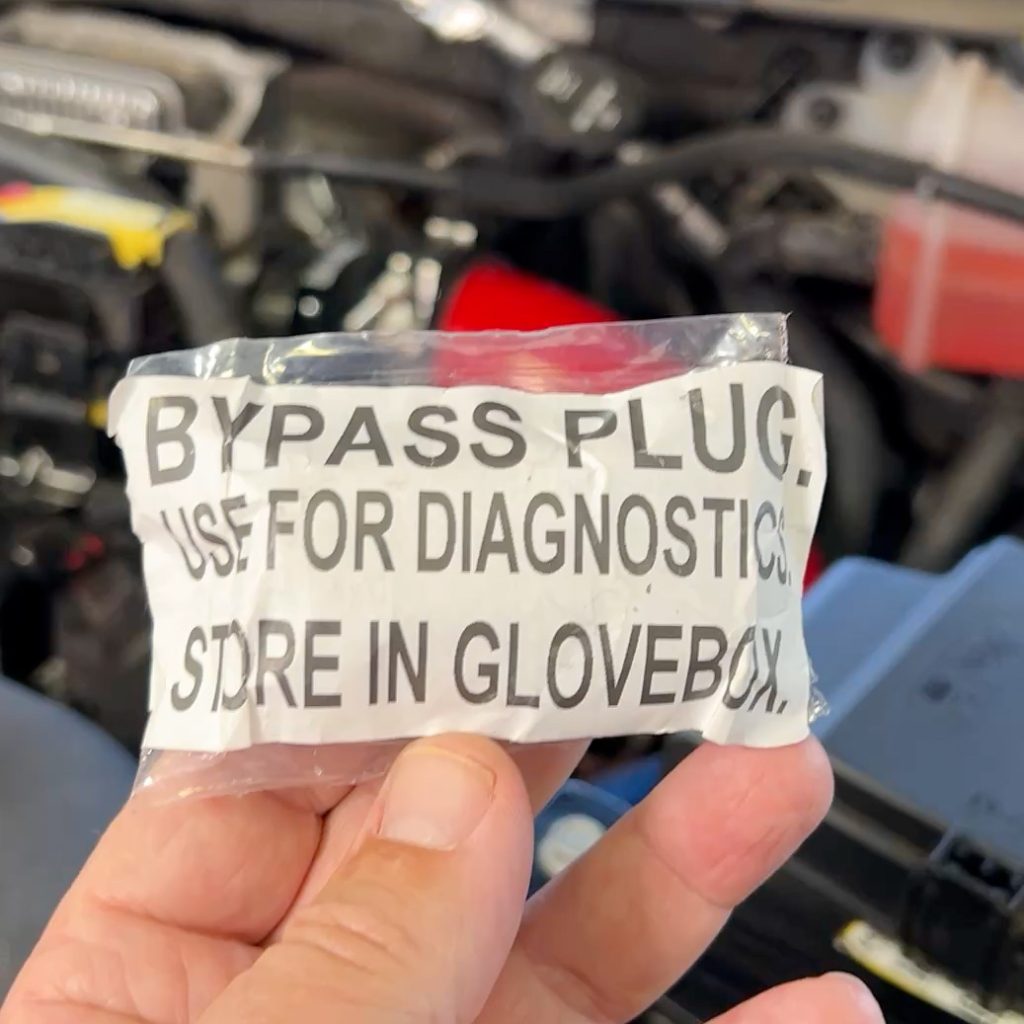 BYPASS PLUG.
USE FOR DIAGNOSTICS.
STORE IN GLOVEBOX.